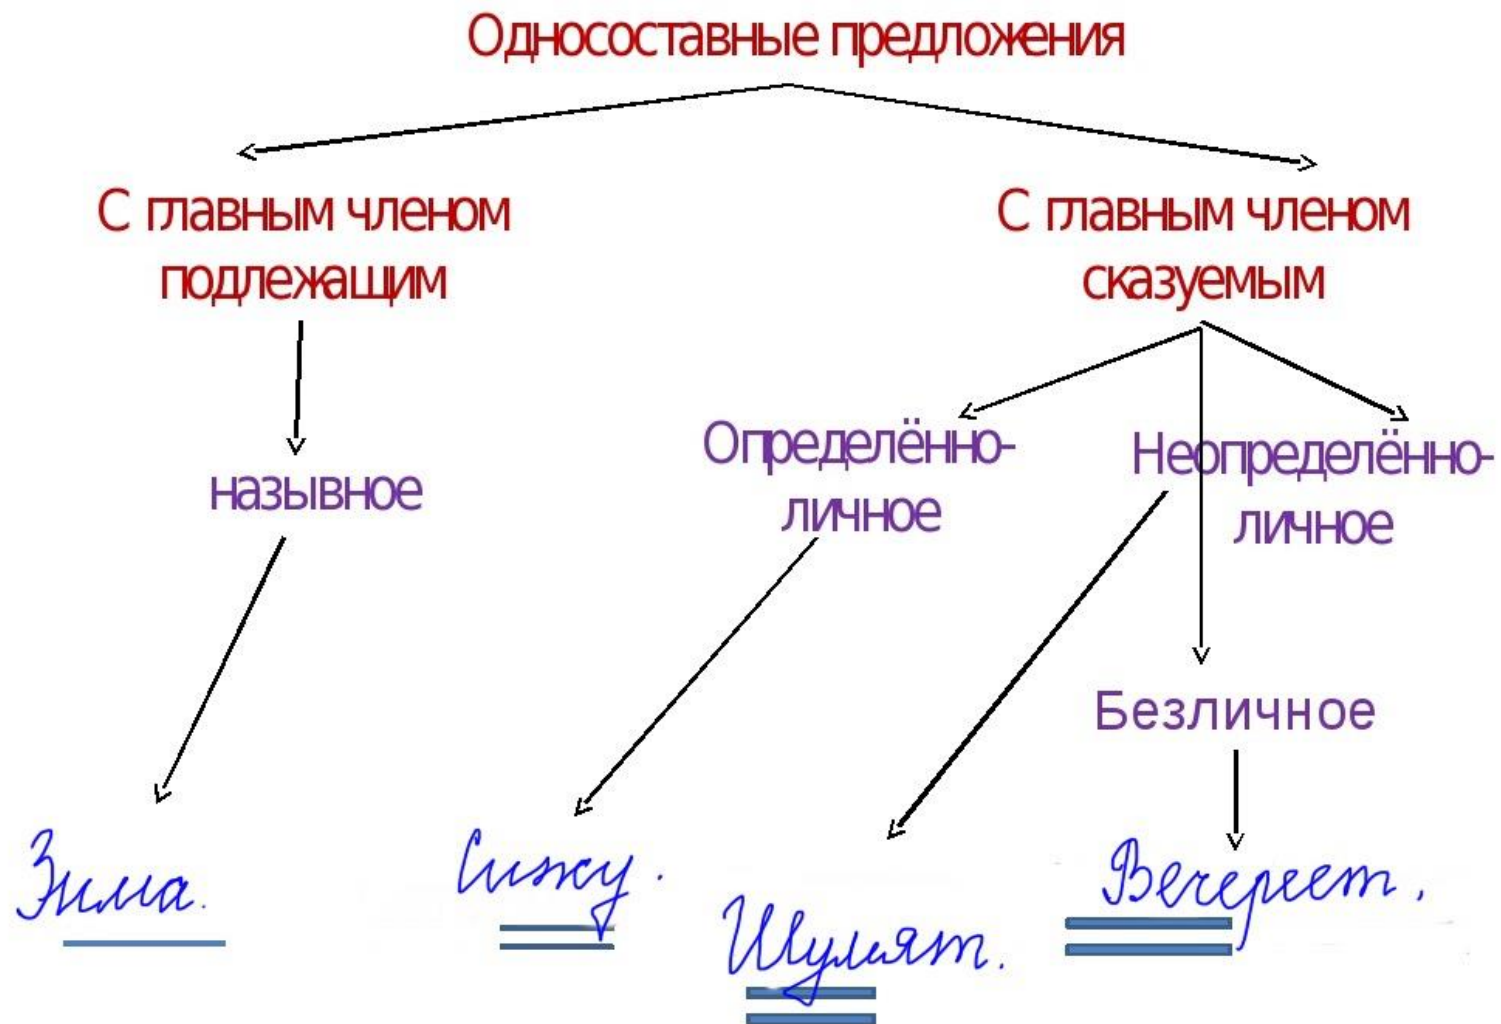 Односоставные предложения
С главным членом
подлежащим
С главным членом
сказуемым
назывное
Определённо-
личное
Неопределённо-
личное
Безличное
Зима.
Сижу.
Шумят.
Вечереет.